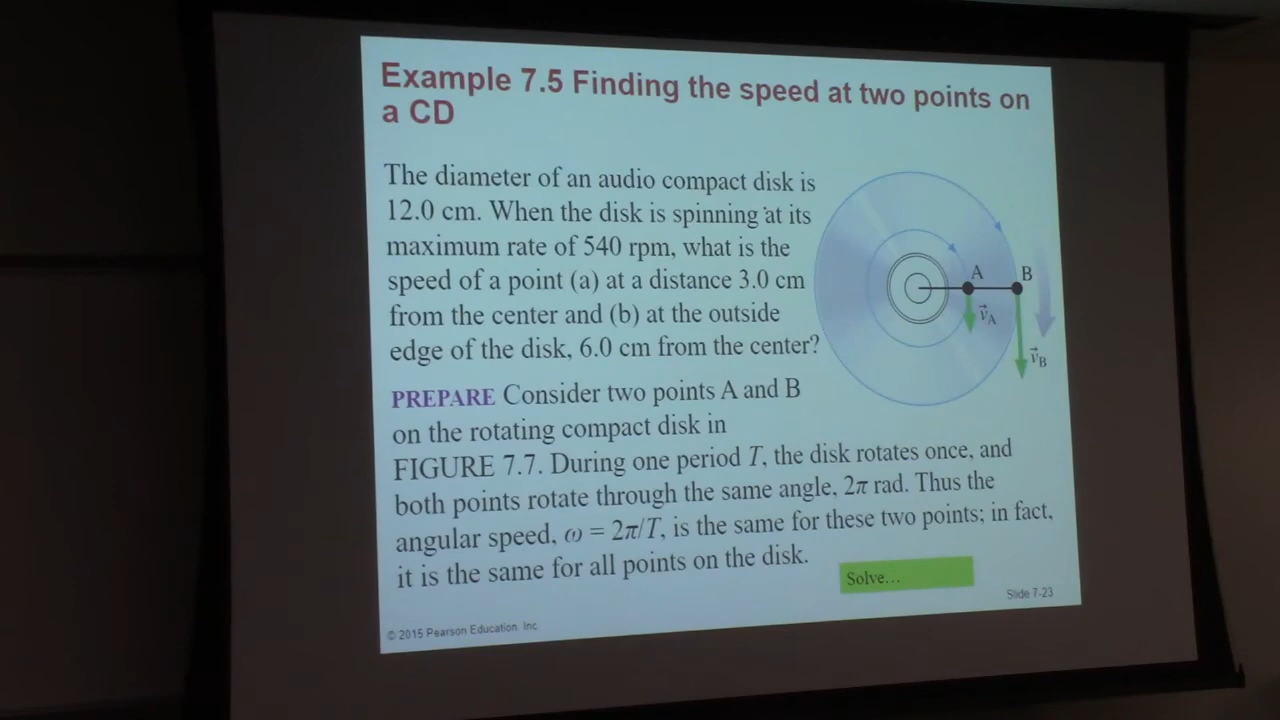 Example 7.5 Finding the speed at two points on
a CD
The diameter of an audio compact disk is
12.0 cm. When the disk is spinning at its
maximum rate of 540 rpm, what is the
speed of a point (a) at a distance 3.0 cm
from the center and (b) at the outside
edge of the disk, 6.0 cm from the center?
A
B
v⃗A
v⃗B
PREPARE Consider two points A and B
on the rotating compact disk in
FIGURE 7.7. During one period T, the disk rotates once, and
both points rotate through the same angle, 2π rad. Thus the
angular speed, ω = 2π/T, is the same for these two points; in fact,
it is the same for all points on the disk.
Solve...
Slide 7-23
© 2015 Pearson Education, Inc.